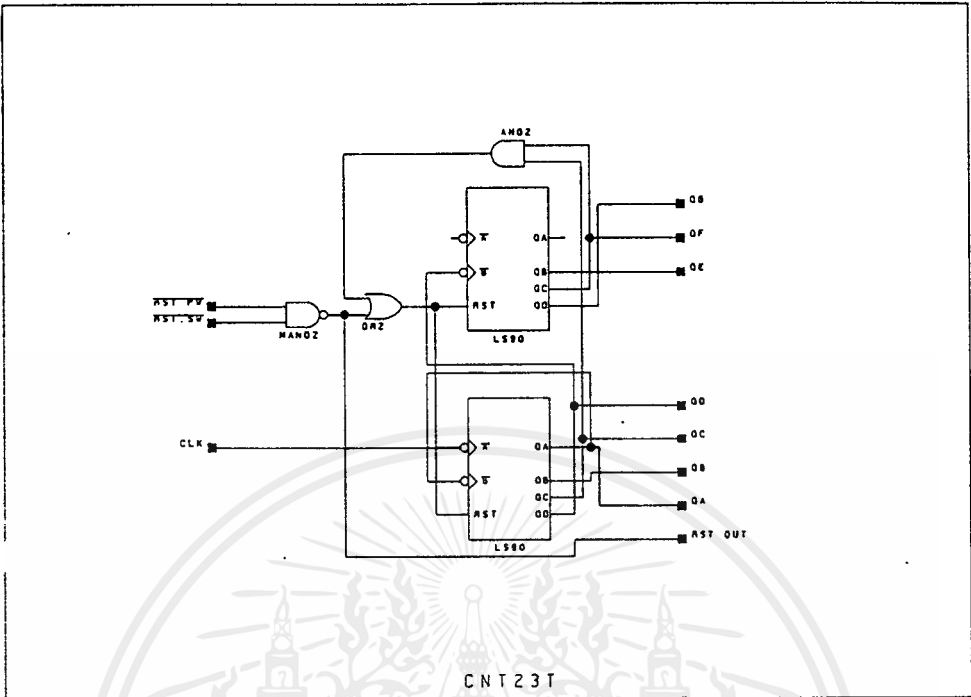 AND2
QG
A QA QF
B QB QE
QC
RST PW RST QD
RST.SW NAND2 OR2
LS90
QD
QC
CLK A QA
QB
B QB
QC QA
RST QD
RST OUT
LS90
CNT23T